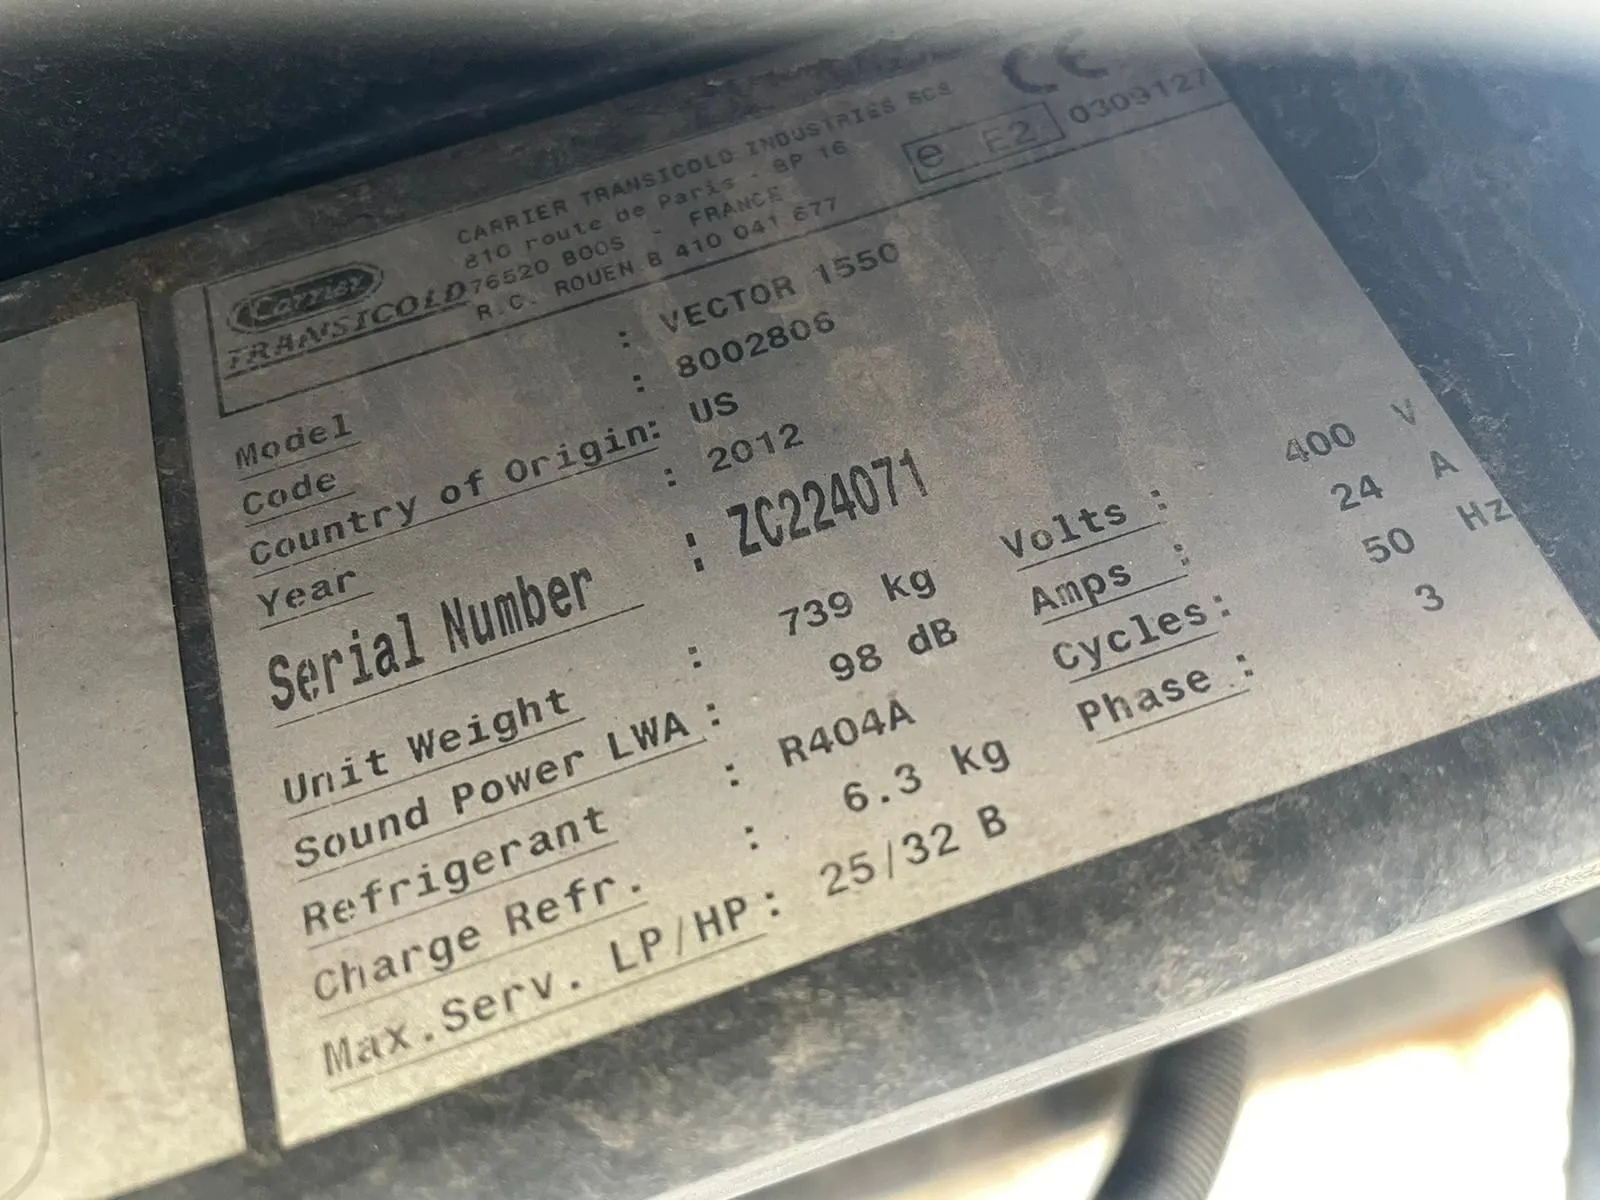 CARRIER TRANSICOLD INDUSTRIES SCS
810 route de Paris - BP 16
76520 BOOS - FRANCE
R.C. ROUEN B 410 041 677
Carrier
TRANSICOLD
CE
e E2 0309127
Model : VECTOR 1550
Code : 8002806
Country of Origin: US
Year : 2012
Serial Number : ZC224071
Unit Weight : 739 kg
Sound Power LWA : 98 dB
Refrigerant : R404A
Charge Refr. : 6.3 kg
Max.Serv. LP/HP: 25/32 B
Volts : 400 V
Amps : 24 A
Cycles: 50 Hz
Phase : 3